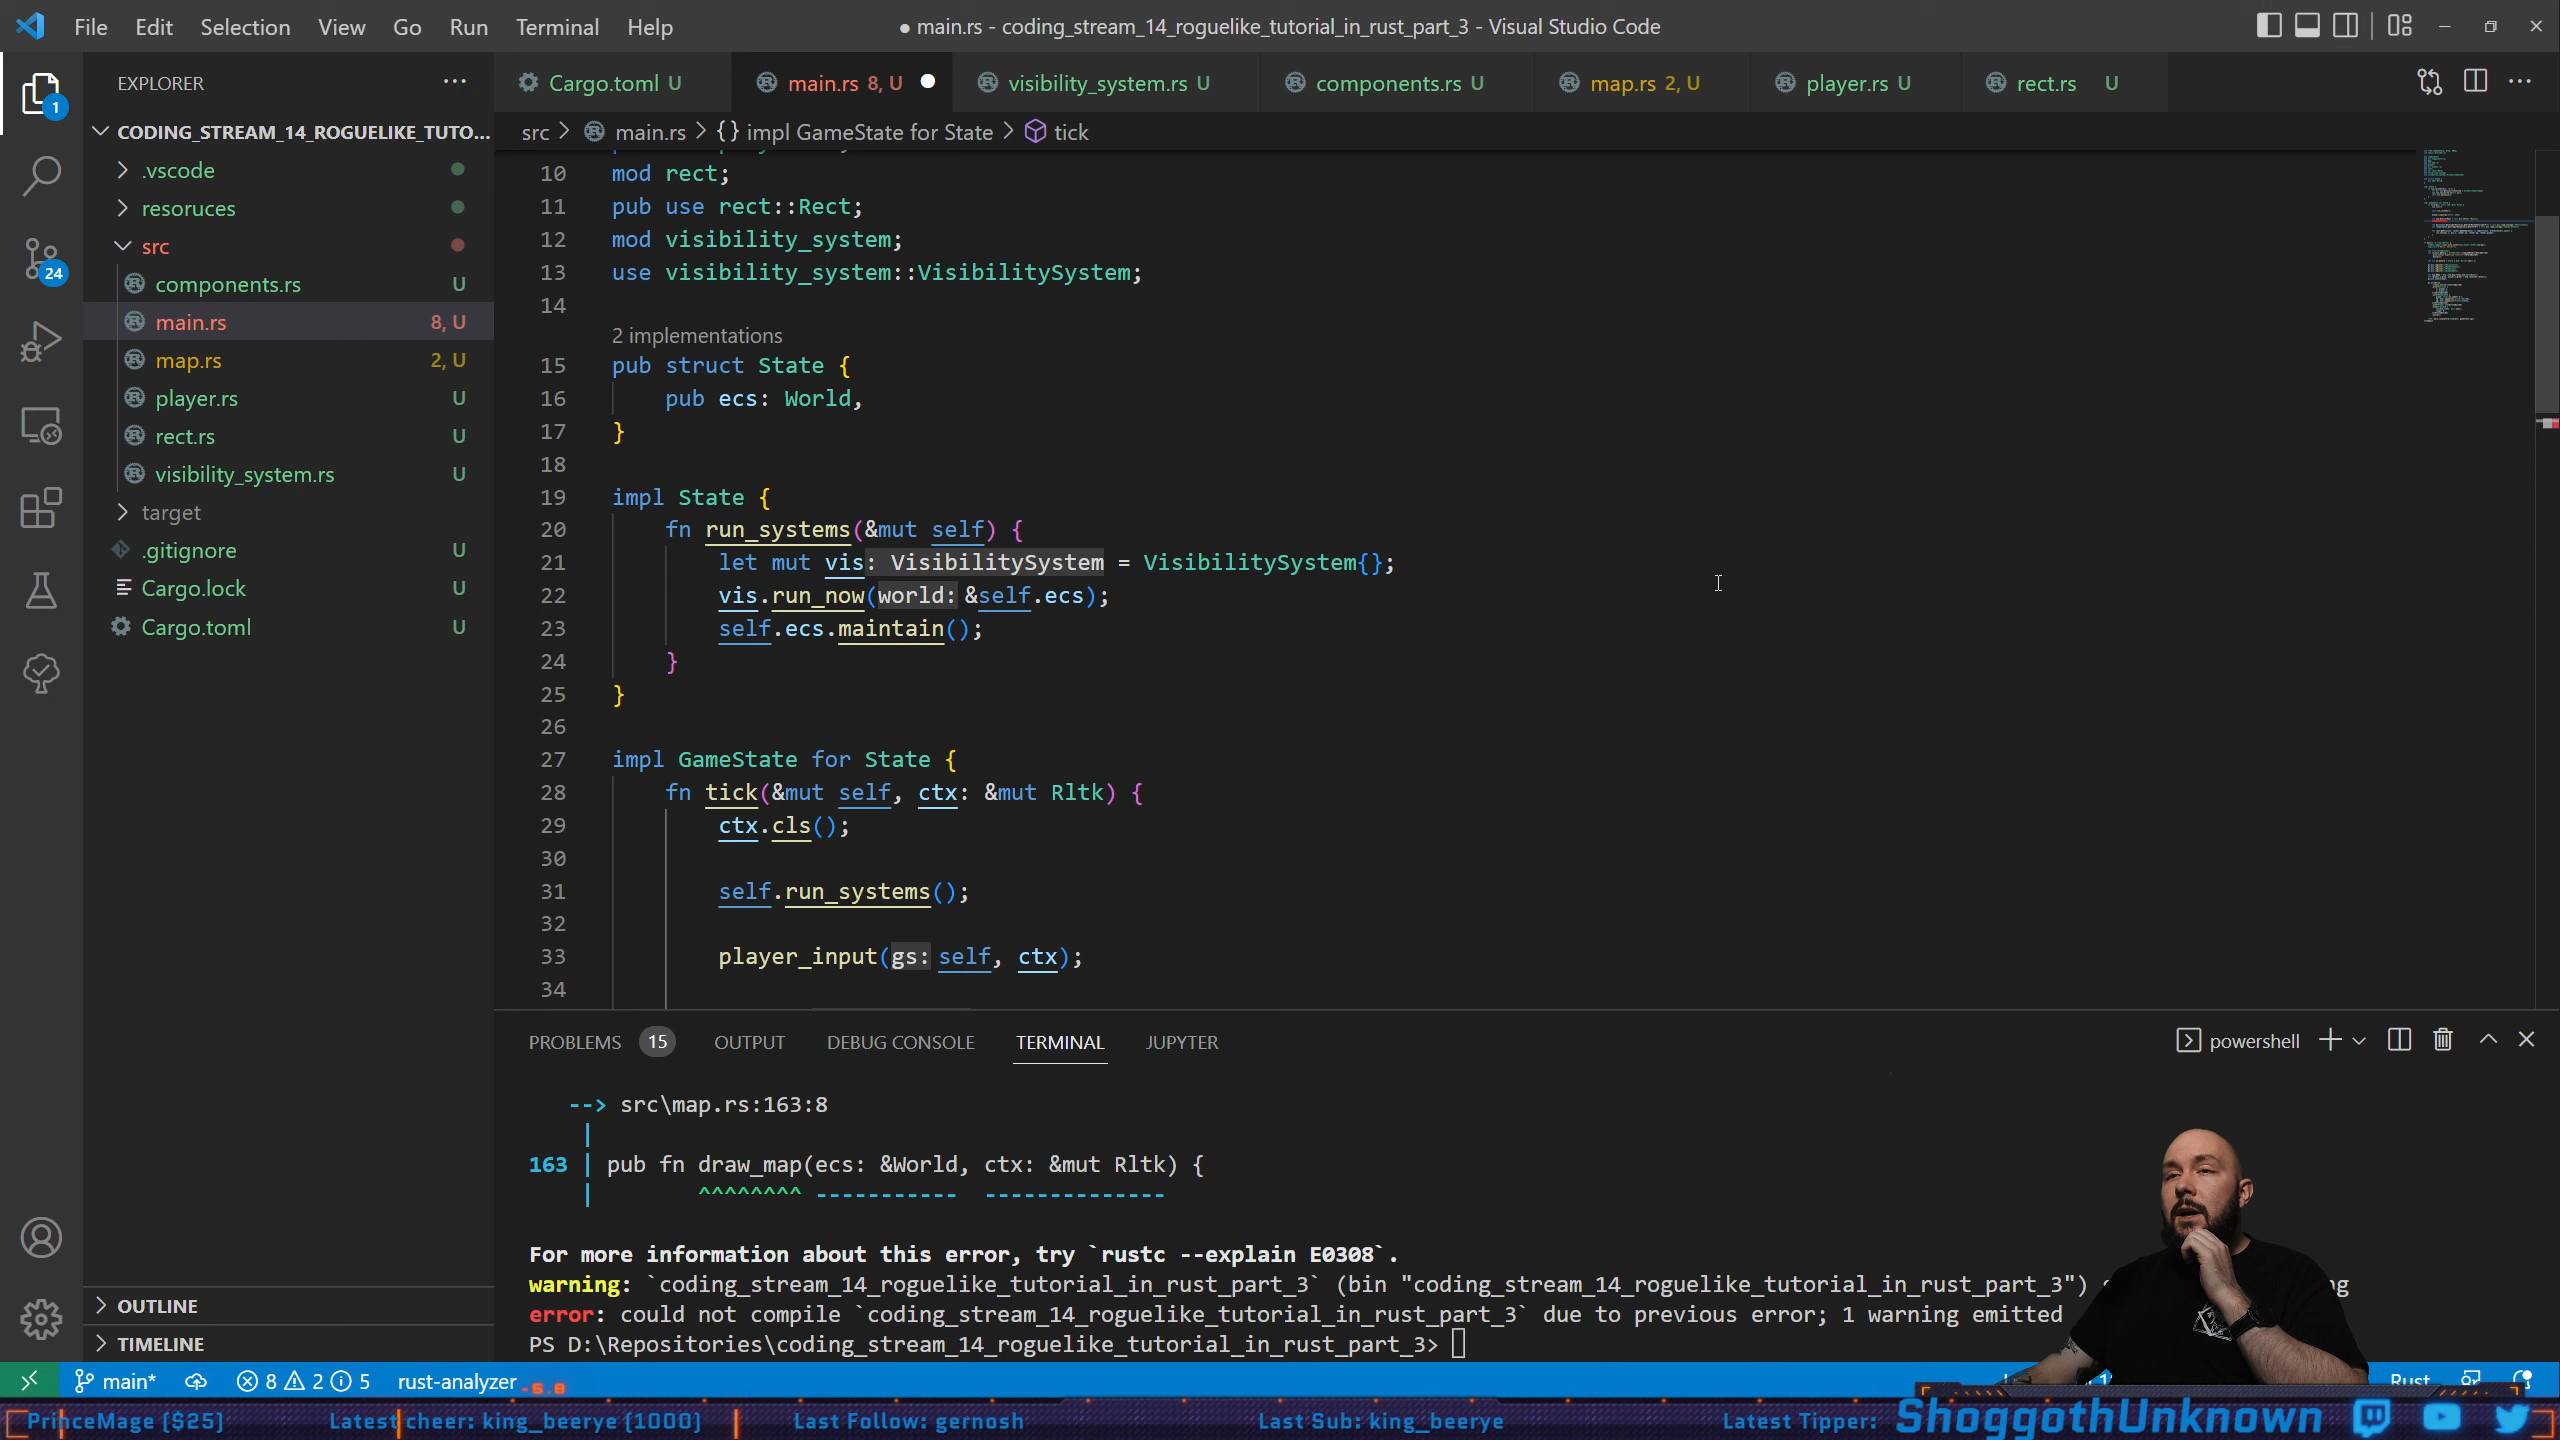 File Edit Selection View Go Run Terminal Help
● main.rs - coding_stream_14_roguelike_tutorial_in_rust_part_3 - Visual Studio Code
EXPLORER
Cargo.toml U
main.rs 8, U
visibility_system.rs U
components.rs U
map.rs 2, U
player.rs U
rect.rs U
src > main.rs > {} impl GameState for State > tick
1
24
CODING_STREAM_14_ROGUELIKE_TUTO...
.vscode
resoruces
src
components.rs U
main.rs 8, U
map.rs 2, U
player.rs U
rect.rs U
visibility_system.rs U
target
.gitignore U
Cargo.lock U
Cargo.toml U
OUTLINE
TIMELINE
10 mod rect;
11 pub use rect::Rect;
12 mod visibility_system;
13 use visibility_system::VisibilitySystem;
14
2 implementations
15 pub struct State {
16 pub ecs: World,
17 }
18
19 impl State {
20 fn run_systems(&mut self) {
21 let mut vis: VisibilitySystem = VisibilitySystem{};
22 vis.run_now(world: &self.ecs);
23 self.ecs.maintain();
24 }
25 }
26
27 impl GameState for State {
28 fn tick(&mut self, ctx: &mut Rltk) {
29 ctx.cls();
30
31 self.run_systems();
32
33 player_input(gs: self, ctx);
34
PROBLEMS 15 OUTPUT DEBUG CONSOLE TERMINAL JUPYTER
powershell
--> src\map.rs:163:8
|
163 | pub fn draw_map(ecs: &World, ctx: &mut Rltk) {
| ^^^^^^^^ ----------- --------------
For more information about this error, try `rustc --explain E0308`.
warning: `coding_stream_14_roguelike_tutorial_in_rust_part_3` (bin "coding_stream_14_roguelike_tutorial_in_rust_part_3")
error: could not compile `coding_stream_14_roguelike_tutorial_in_rust_part_3` due to previous error; 1 warning emitted
PS D:\Repositories\coding_stream_14_roguelike_tutorial_in_rust_part_3>
main* 8 2 5 rust-analyzer Rust
PrinceMage ($25) Latest cheer: king_beerye (1000) Last Follow: gernosh Last Sub: king_beerye Latest Tipper:
ShoggothUnknown